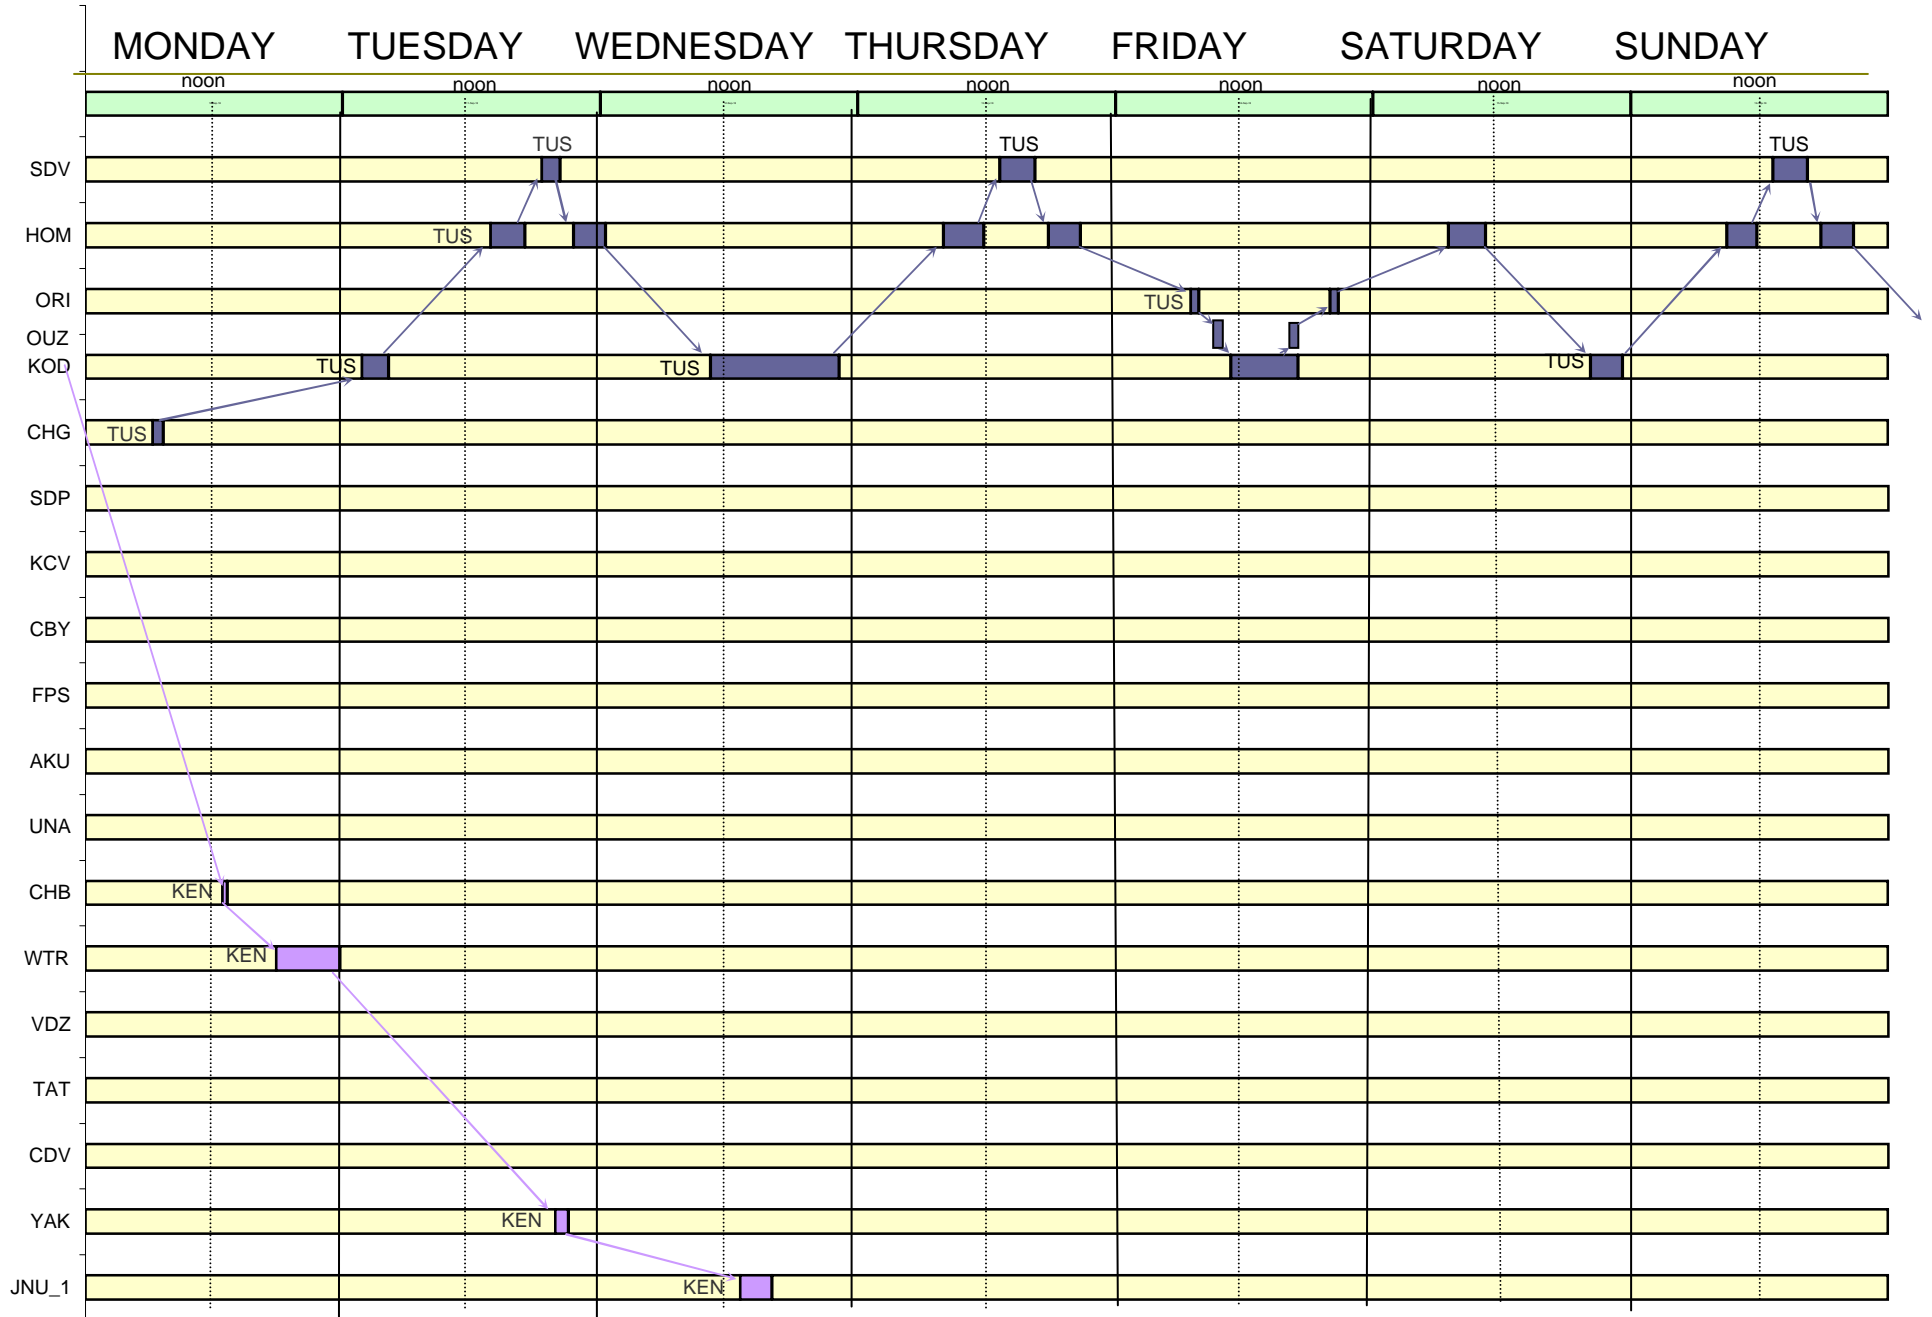 MONDAY TUESDAY WEDNESDAY THURSDAY FRIDAY SATURDAY SUNDAY
noon noon noon noon noon noon noon
TUS TUS TUS
SDV
HOM TUS
ORI TUS
OUZ
KOD TUS TUS TUS
CHG TUS
SDP
KCV
CBY
FPS
AKU
UNA
CHB KEN
WTR KEN
VDZ
TAT
CDV
YAK KEN
JNU_1 KEN